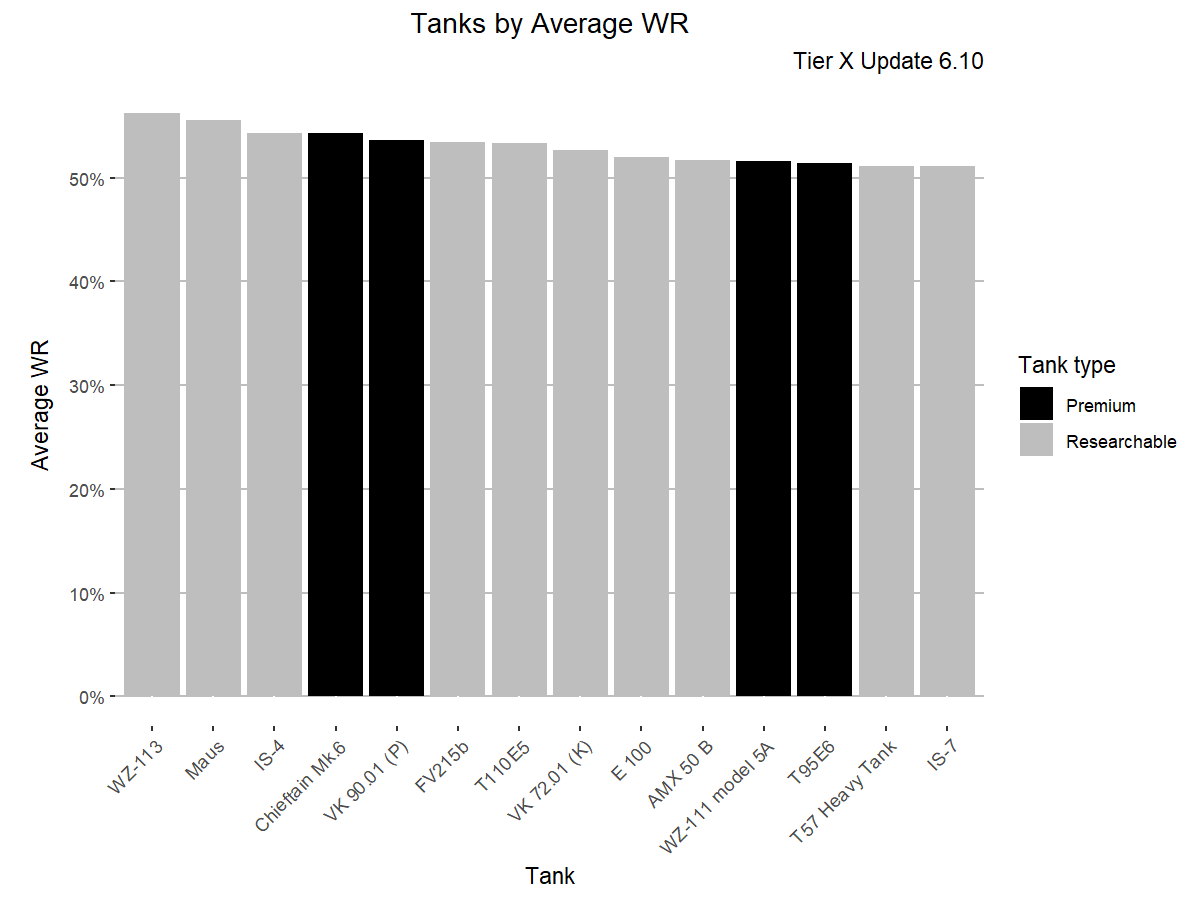 Tanks by Average WR
Tier X Update 6.10
Average WR
50%
40%
30%
20%
10%
0%
WZ-113
Maus
IS-4
Chieftain Mk.6
VK 90.01 (P)
FV215b
T110E5
VK 72.01 (K)
E 100
AMX 50 B
WZ-111 model 5A
T95E6
T57 Heavy Tank
IS-7
Tank
Tank type
Premium
Researchable